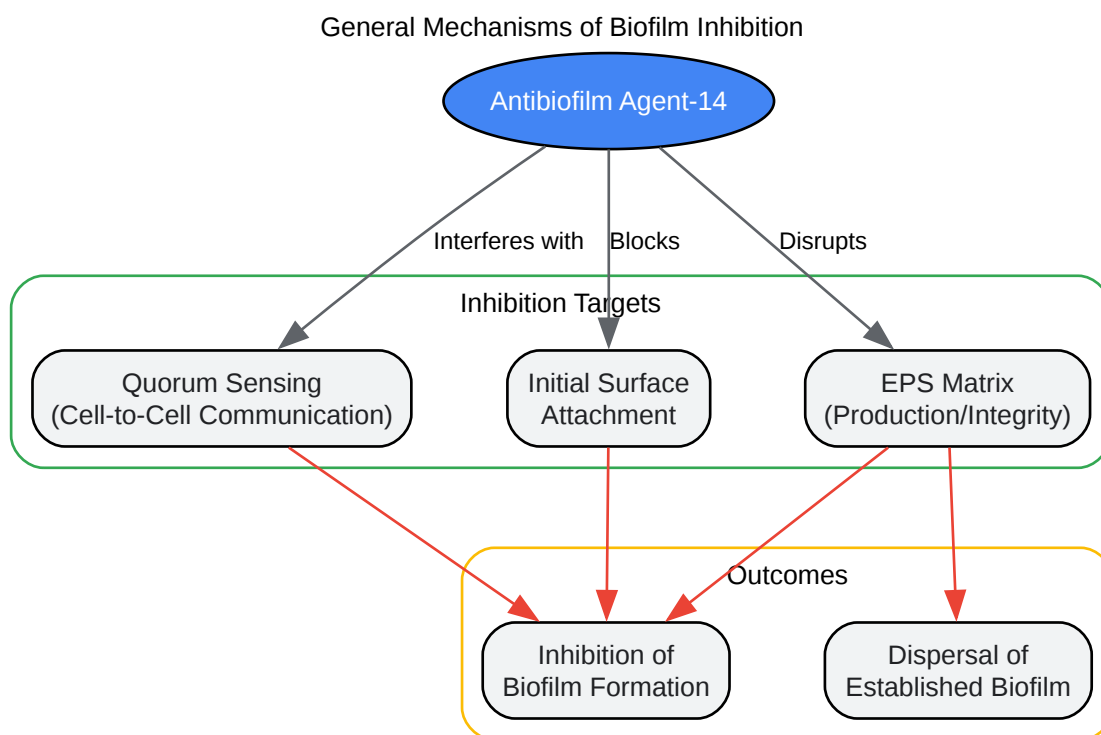 General Mechanisms of Biofilm Inhibition
Antibiofilm Agent-14
Interferes with
Blocks
Disrupts
Inhibition Targets
Quorum Sensing
(Cell-to-Cell Communication)
Initial Surface
Attachment
EPS Matrix
(Production/Integrity)
Outcomes
Inhibition of
Biofilm Formation
Dispersal of
Established Biofilm